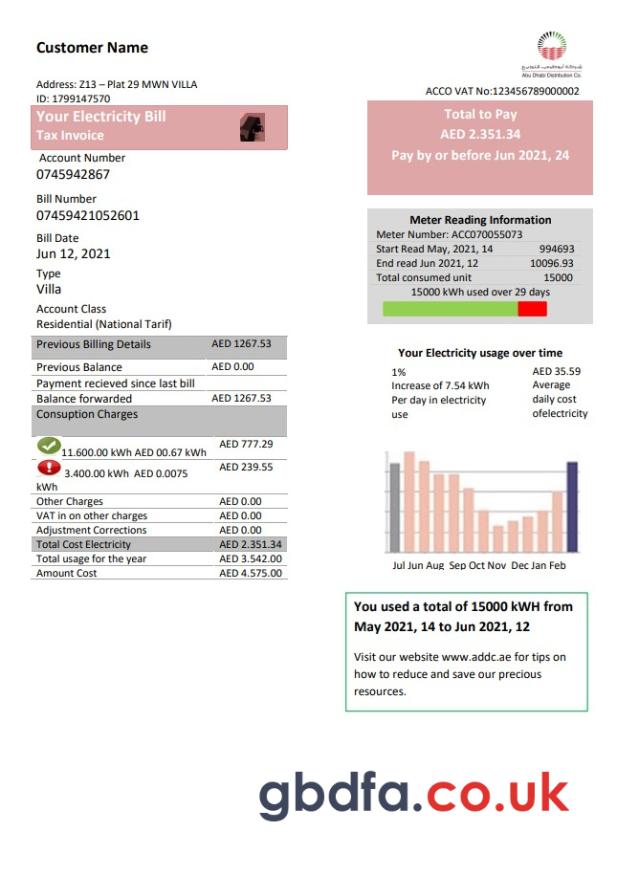 Customer Name
Address: Z13 – Plat 29 MWN VILLA
ID: 1799147570
Your Electricity Bill
Tax Invoice
Account Number
0745942867
Bill Number
07459421052601
Bill Date
Jun 12, 2021
Type
Villa
Account Class
Residential (National Tarif)
Previous Billing Details AED 1267.53
Previous Balance AED 0.00
Payment recieved since last bill
Balance forwarded AED 1267.53
Consuption Charges
11.600.00 kWh AED 00.67 kWh AED 777.29
3.400.00 kWh AED 0.0075 kWh AED 239.55
Other Charges AED 0.00
VAT in on other charges AED 0.00
Adjustment Corrections AED 0.00
Total Cost Electricity AED 2.351.34
Total usage for the year AED 3.542.00
Amount Cost AED 4.575.00
Abu Dhabi Distribution Co.
ACCO VAT No:123456789000002
Total to Pay
AED 2.351.34
Pay by or before Jun 2021, 24
Meter Reading Information
Meter Number: ACC070055073
Start Read May, 2021, 14 994693
End read Jun 2021, 12 10096.93
Total consumed unit 15000
15000 kWh used over 29 days
Your Electricity usage over time
1%
Increase of 7.54 kWh
Per day in electricity
use
AED 35.59
Average
daily cost
ofelectricity
Jul Jun Aug Sep Oct Nov Dec Jan Feb
You used a total of 15000 kWH from
May 2021, 14 to Jun 2021, 12
Visit our website www.addc.ae for tips on
how to reduce and save our precious
resources.
gbdfa.co.uk